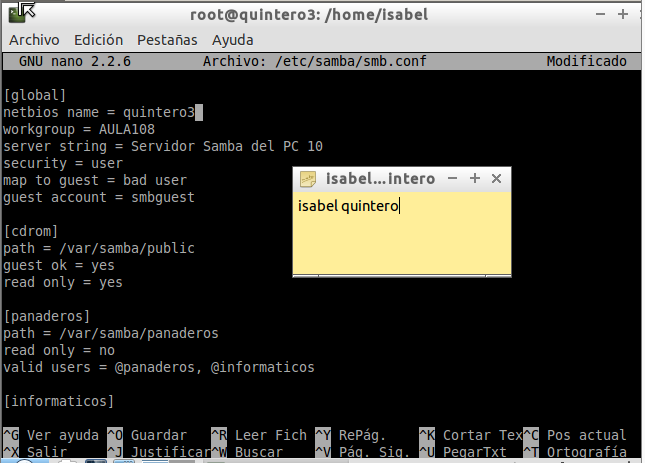 root@quintero3: /home/isabel
Archivo Edición Pestañas Ayuda
GNU nano 2.2.6 Archivo: /etc/samba/smb.conf Modificado
[global]
netbios name = quintero3
workgroup = AULA108
server string = Servidor Samba del PC 10
security = user
map to guest = bad user
guest account = smbguest
isabel...intero
isabel quintero
[cdrom]
path = /var/samba/public
guest ok = yes
read only = yes
[panaderos]
path = /var/samba/panaderos
read only = no
valid users = @panaderos, @informaticos
[informaticos]
^G Ver ayuda ^O Guardar ^R Leer Fich ^Y RePág. ^K Cortar Tex ^C Pos actual
^X Salir ^J Justificar ^W Buscar ^V Pág. Sig. ^U PegarTxt ^T Ortografía